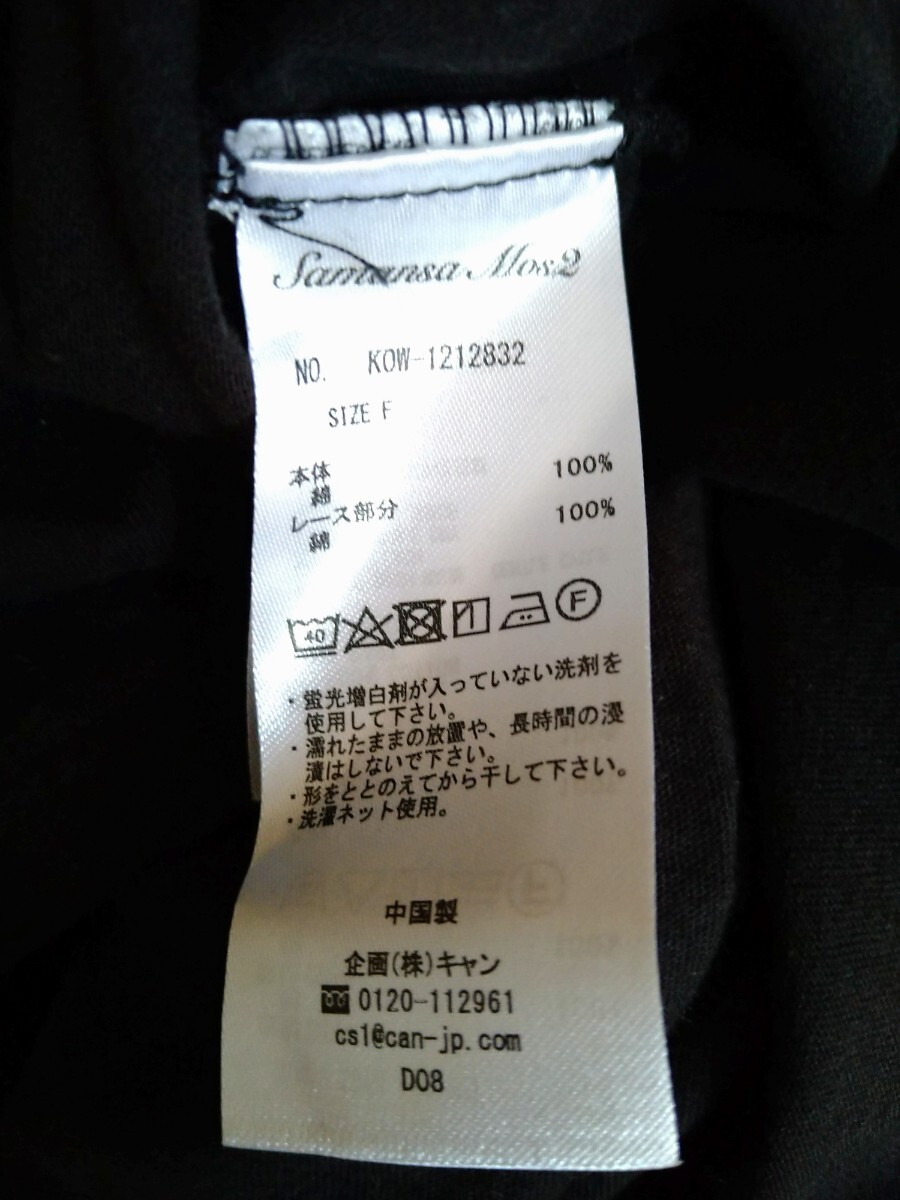 Samansa Mos2
NO. KOW-1212832
SIZE F
本体
綿 100%
レース部分
綿 100%
40 F
・蛍光増白剤が入っていない洗剤を
使用して下さい。
・濡れたままの放置や、長時間の浸
漬はしないで下さい。
・形をととのえてから干して下さい。
・洗濯ネット使用。
中国製
企画(株)キャン
0120-112961
cs1@can-jp.com
D08